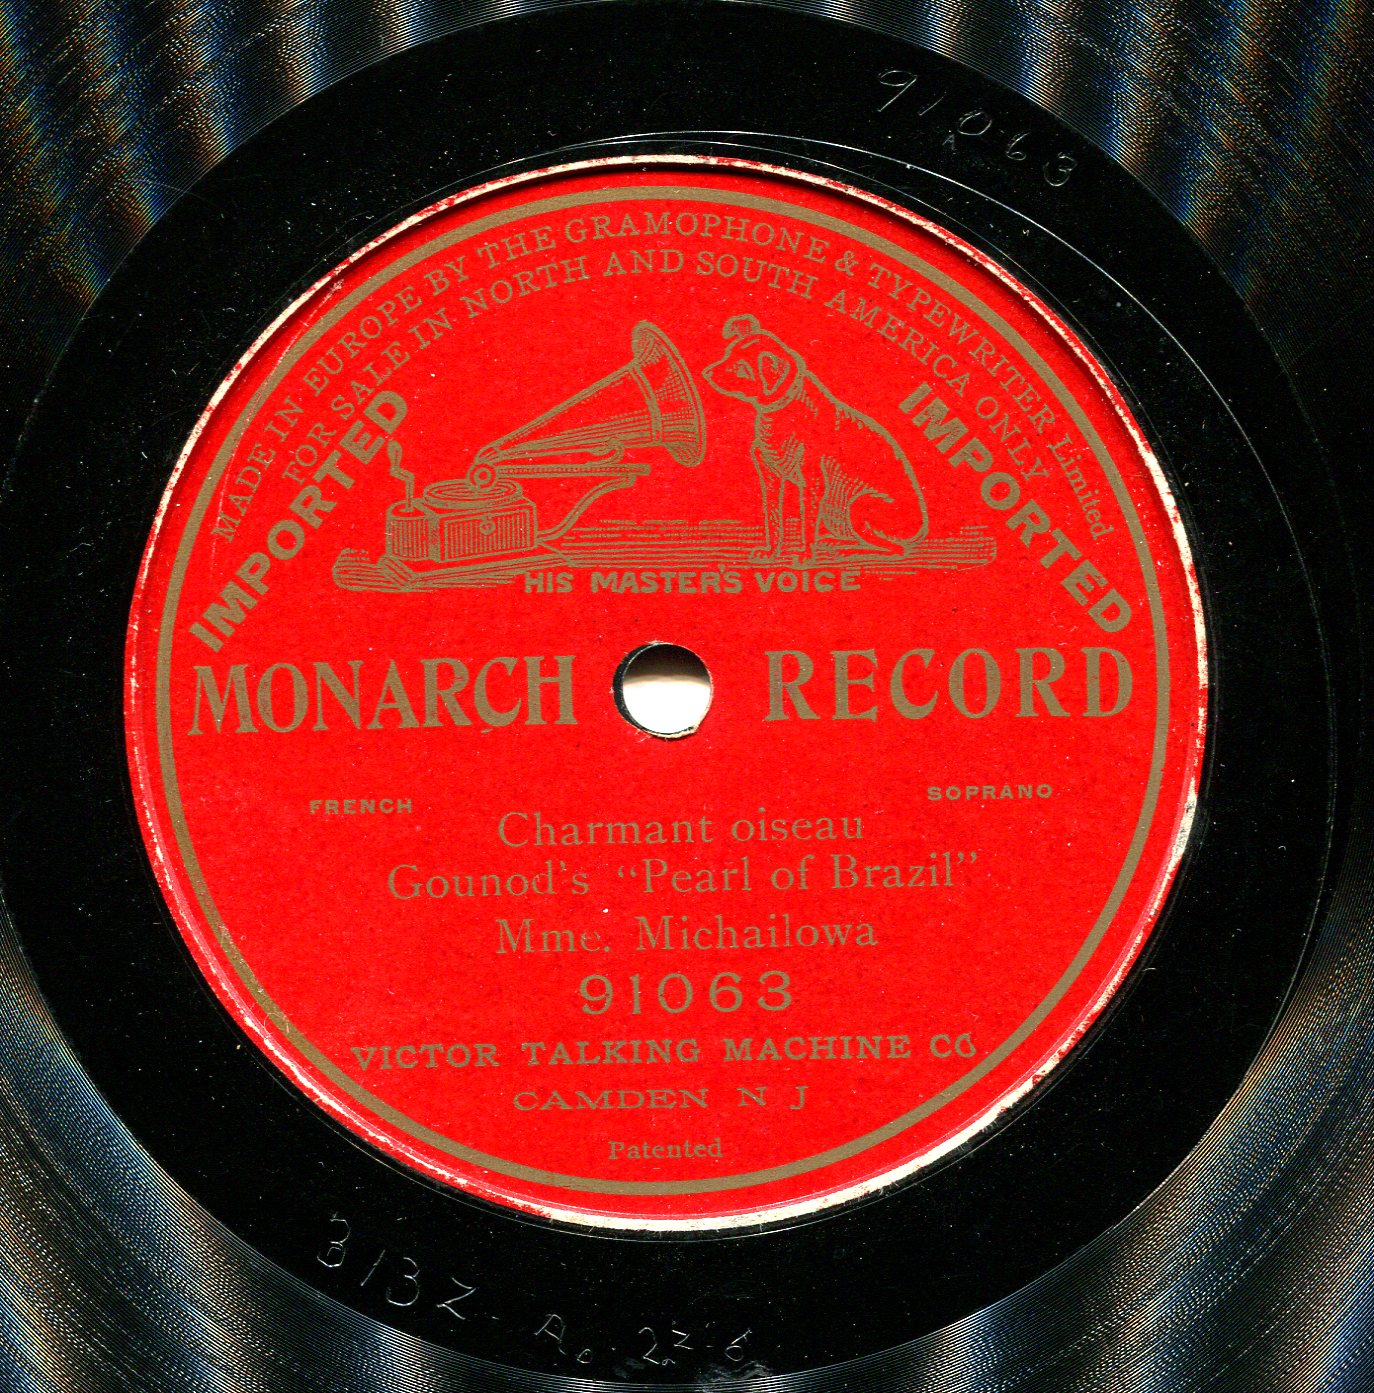 91063
MADE IN EUROPE BY THE GRAMOPHONE & TYPEWRITER Limited
FOR SALE IN NORTH AND SOUTH AMERICA ONLY
IMPORTED
IMPORTED
HIS MASTER'S VOICE
MONARCH RECORD
FRENCH
SOPRANO
Charmant oiseau
Gounod's "Pearl of Brazil"
Mme. Michailowa
91063
VICTOR TALKING MACHINE CO
CAMDEN N J
Patented